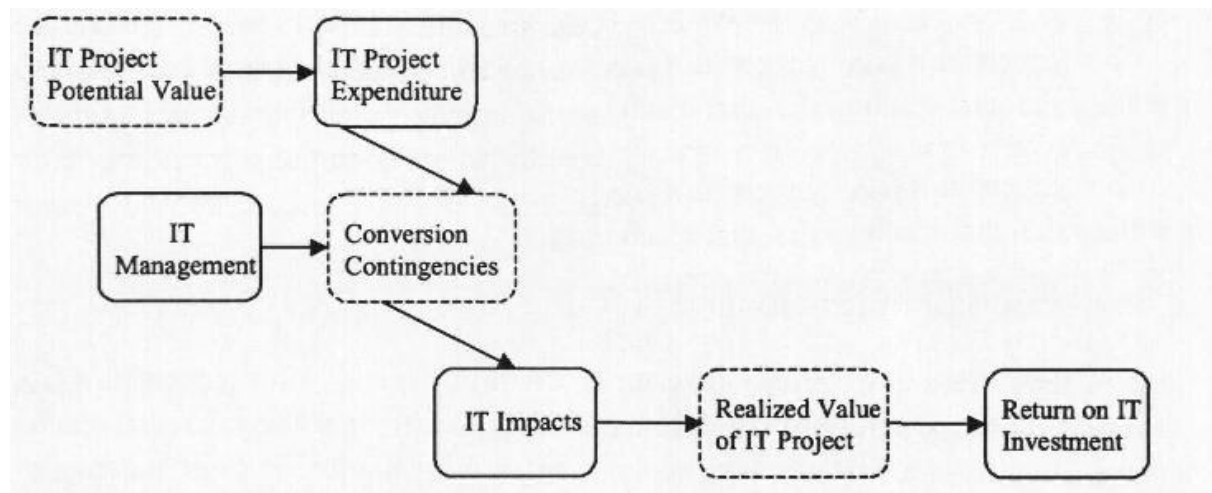 IT Project
Potential Value
IT Project
Expenditure
IT
Management
Conversion
Contingencies
IT Impacts
Realized Value
of IT Project
Return on IT
Investment